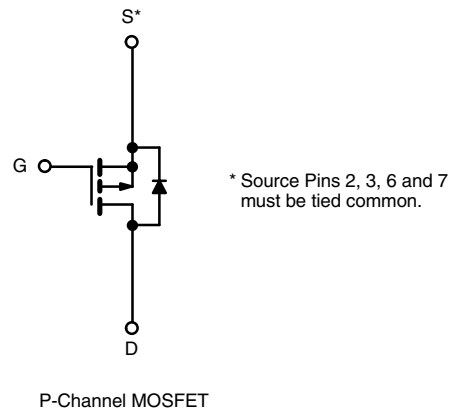 S*
G
* Source Pins 2, 3, 6 and 7
must be tied common.
D
P-Channel MOSFET